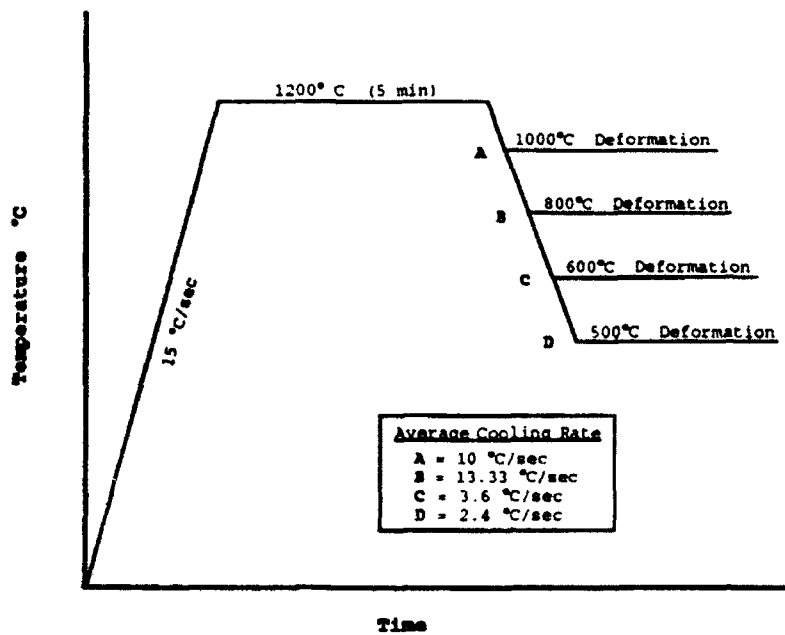 1200° C (5 min)
A 1000°C Deformation
B 800°C Deformation
C 600°C Deformation
D 500°C Deformation
Temperature °C
15 °C/sec
Average Cooling Rate
A = 10 °C/sec
B = 13.33 °C/sec
C = 3.6 °C/sec
D = 2.4 °C/sec
Time